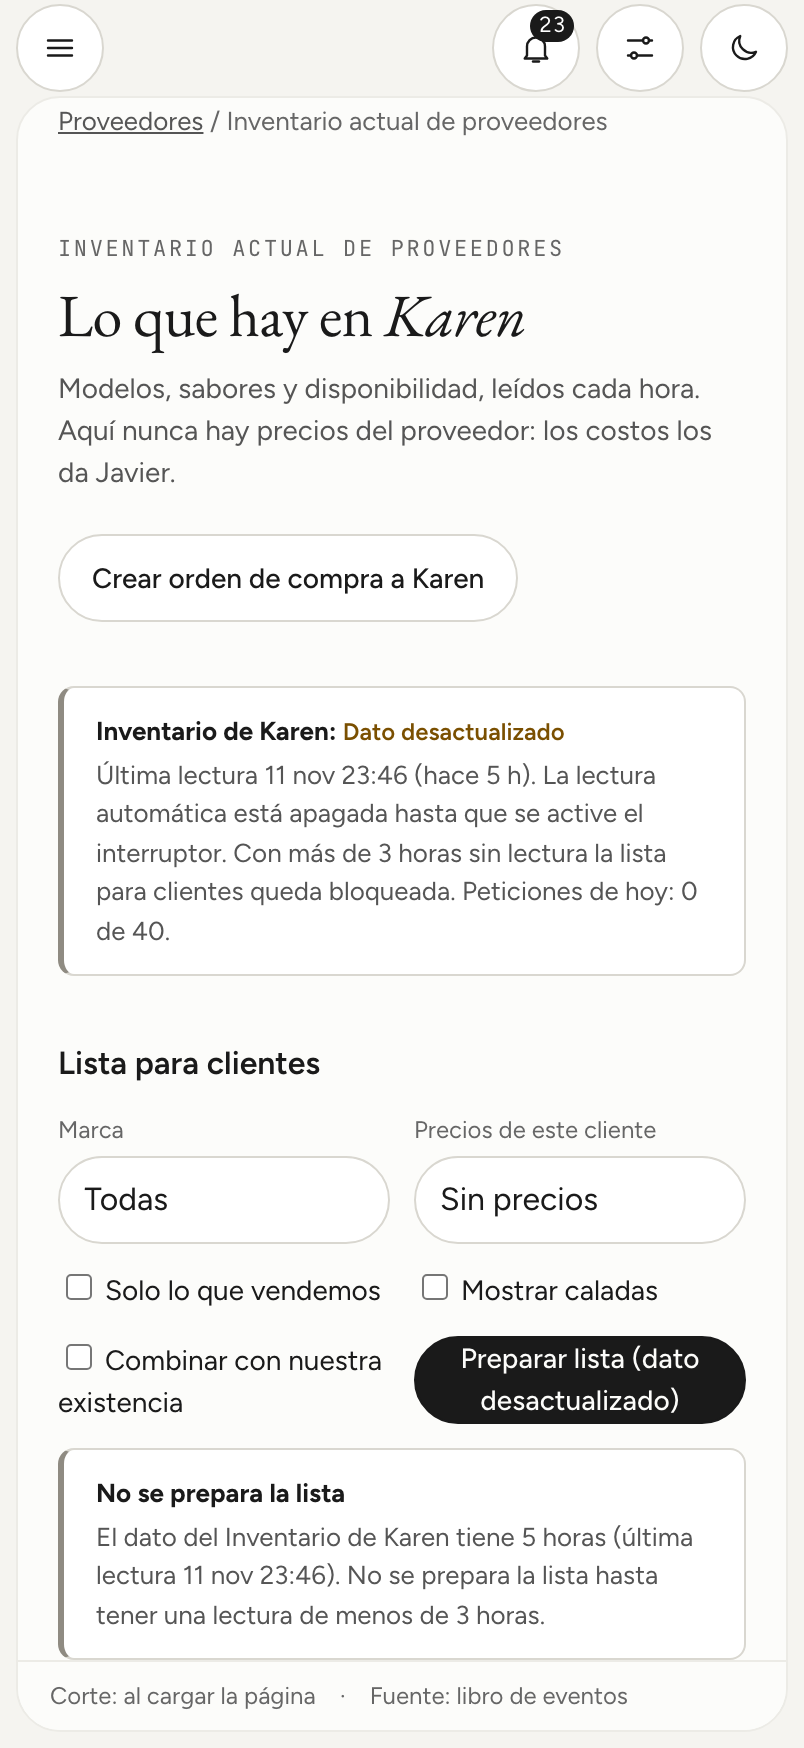 23
Proveedores / Inventario actual de proveedores
INVENTARIO ACTUAL DE PROVEEDORES
Lo que hay en Karen
Modelos, sabores y disponibilidad, leídos cada hora.
Aquí nunca hay precios del proveedor: los costos los
da Javier.
Crear orden de compra a Karen
Inventario de Karen: Dato desactualizado
Última lectura 11 nov 23:46 (hace 5 h). La lectura
automática está apagada hasta que se active el
interruptor. Con más de 3 horas sin lectura la lista
para clientes queda bloqueada. Peticiones de hoy: 0
de 40.
Lista para clientes
Marca
Precios de este cliente
Todas
Sin precios
Solo lo que vendemos
Mostrar caladas
Combinar con nuestra
existencia
Preparar lista (dato
desactualizado)
No se prepara la lista
El dato del Inventario de Karen tiene 5 horas (última
lectura 11 nov 23:46). No se prepara la lista hasta
tener una lectura de menos de 3 horas.
Corte: al cargar la página · Fuente: libro de eventos